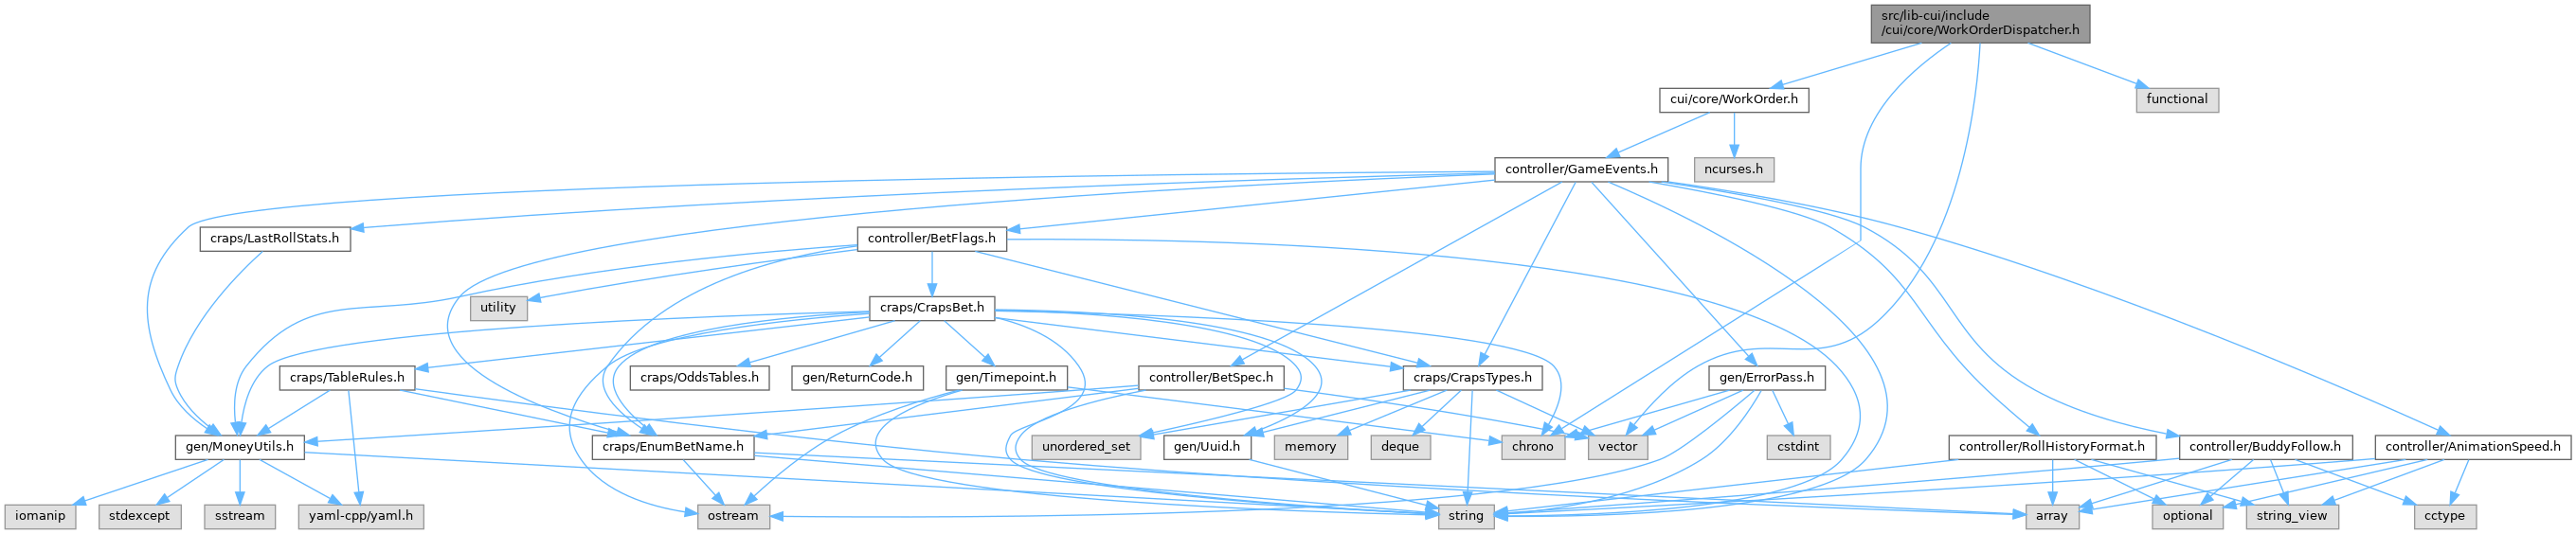 src/lib-cui/include
/cui/core/WorkOrderDispatcher.h
cui/core/WorkOrder.h
functional
controller/GameEvents.h
ncurses.h
craps/LastRollStats.h
controller/BetFlags.h
utility
craps/CrapsBet.h
craps/TableRules.h
craps/OddsTables.h
gen/ReturnCode.h
gen/Timepoint.h
controller/BetSpec.h
craps/CrapsTypes.h
gen/ErrorPass.h
gen/MoneyUtils.h
craps/EnumBetName.h
unordered_set
gen/Uuid.h
memory
deque
chrono
vector
cstdint
controller/RollHistoryFormat.h
controller/BuddyFollow.h
controller/AnimationSpeed.h
iomanip
stdexcept
sstream
yaml-cpp/yaml.h
ostream
string
array
optional
string_view
cctype